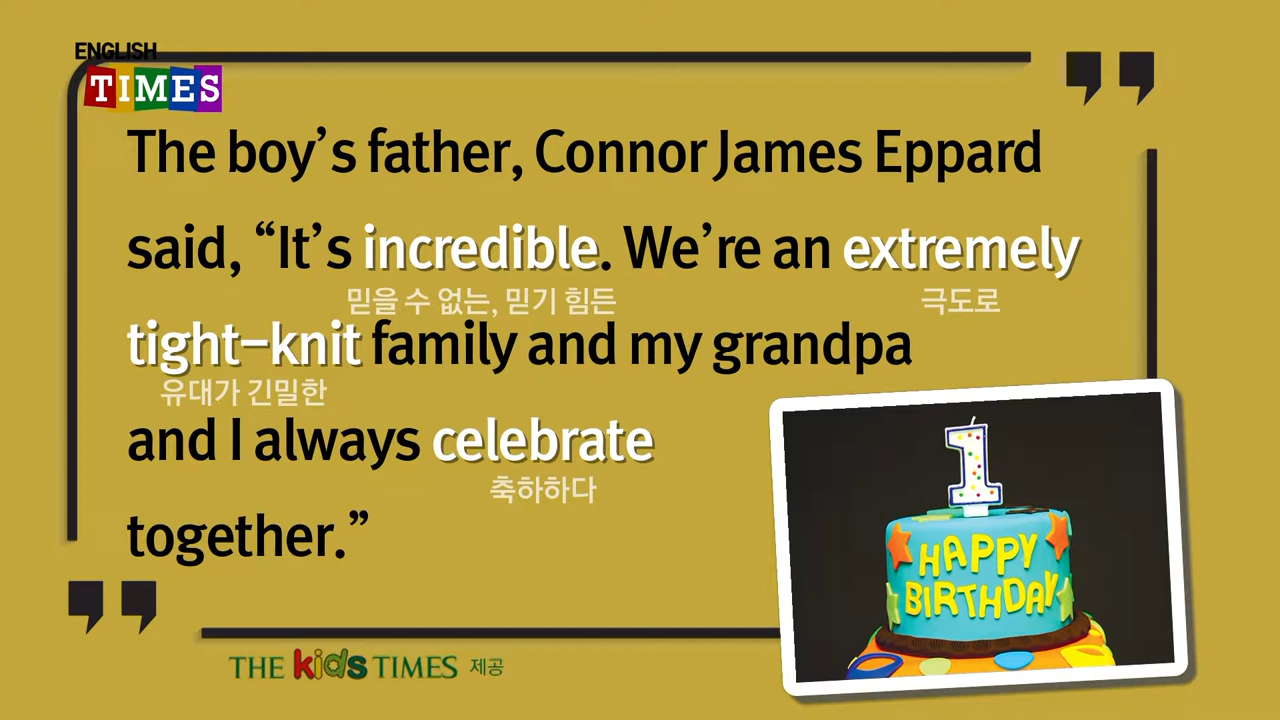 ENGLISH
TIMES
The boy’s father, Connor James Eppard
said, “It’s incredible. We’re an extremely
믿을 수 없는, 믿기 힘든 극도로
tight-knit family and my grandpa
유대가 긴밀한
and I always celebrate
축하하다
together.”
1
HAPPY
BIRTHDAY
THE kids TIMES 제공